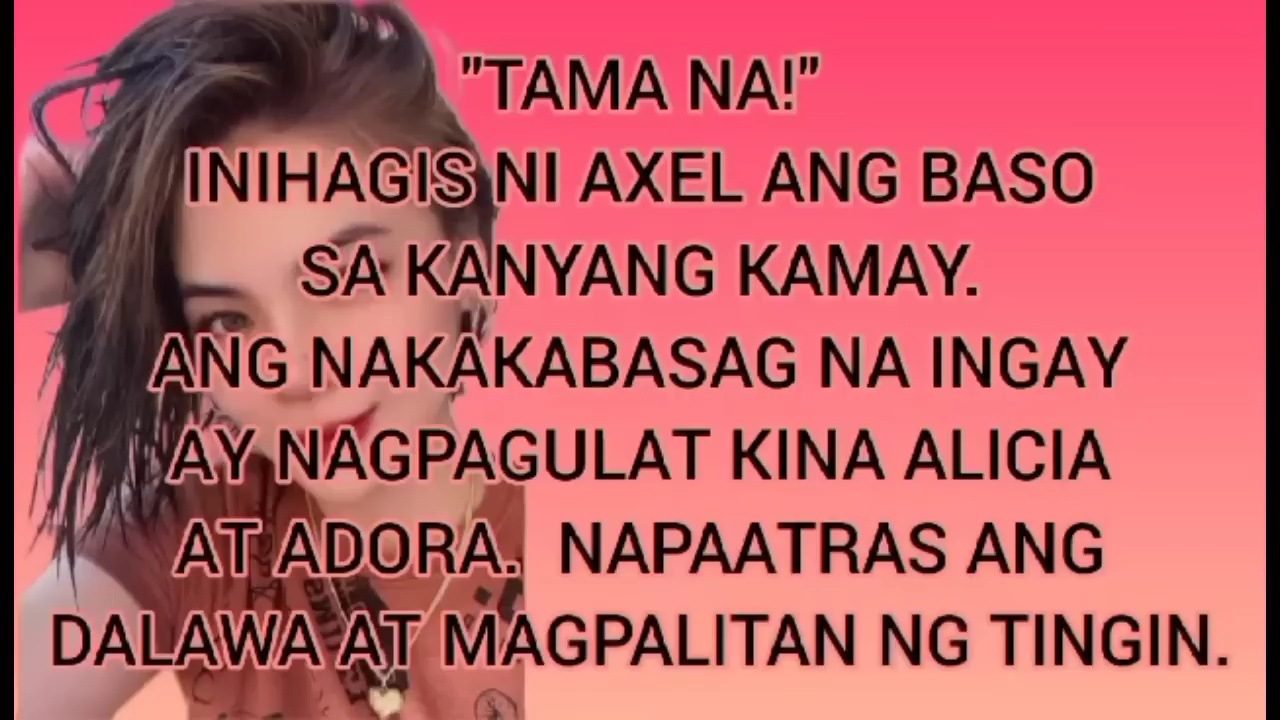 "TAMA NA!"
INIHAGIS NI AXEL ANG BASO
SA KANYANG KAMAY.
ANG NAKAKABASAG NA INGAY
AY NAGPAGULAT KINA ALICIA
AT ADORA. NAPAATRAS ANG
DALAWA AT MAGPALITAN NG TINGIN.